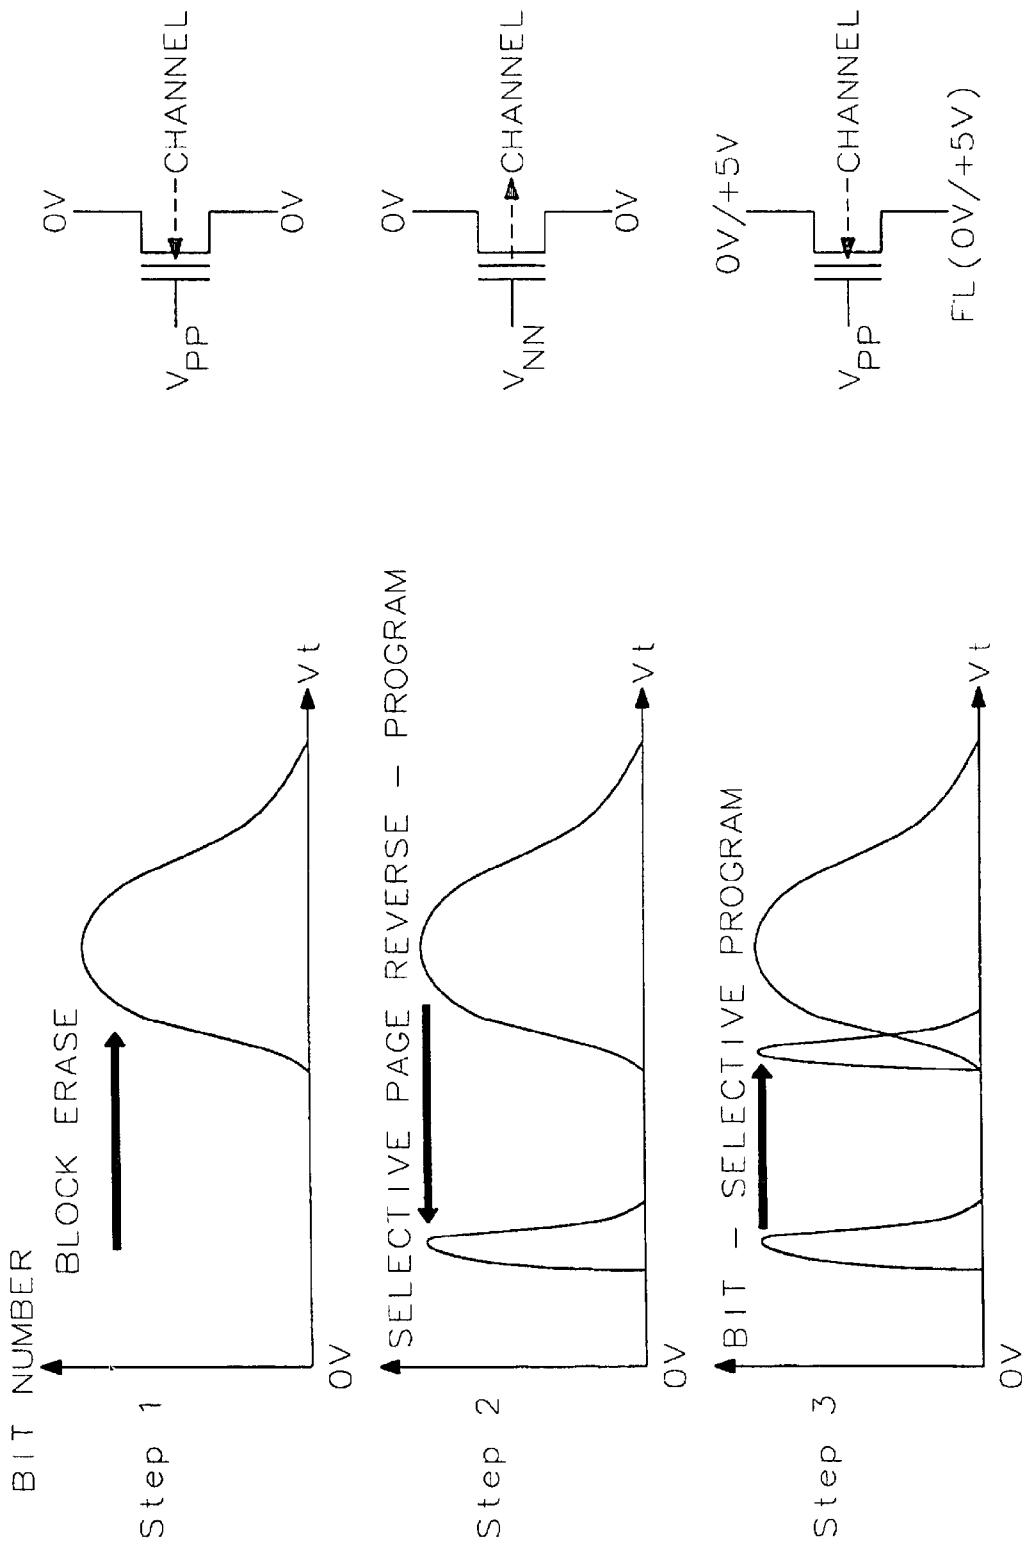 BIT NUMBER
BLOCK ERASE
Step 1
0V
Vt
VPP
0V
CHANNEL
0V
SELECTIVE PAGE REVERSE - PROGRAM
Step 2
0V
Vt
VNN
0V
CHANNEL
0V
BIT - SELECTIVE PROGRAM
Step 3
0V
Vt
VPP
0V/+5V
CHANNEL
FL(0V/+5V)